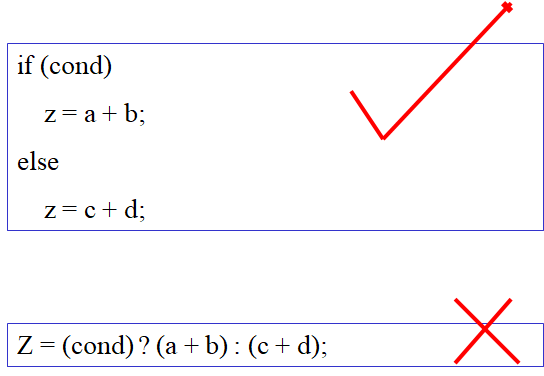 if (cond)
z = a + b;
else
z = c + d;
Z = (cond) ? (a + b) : (c + d);